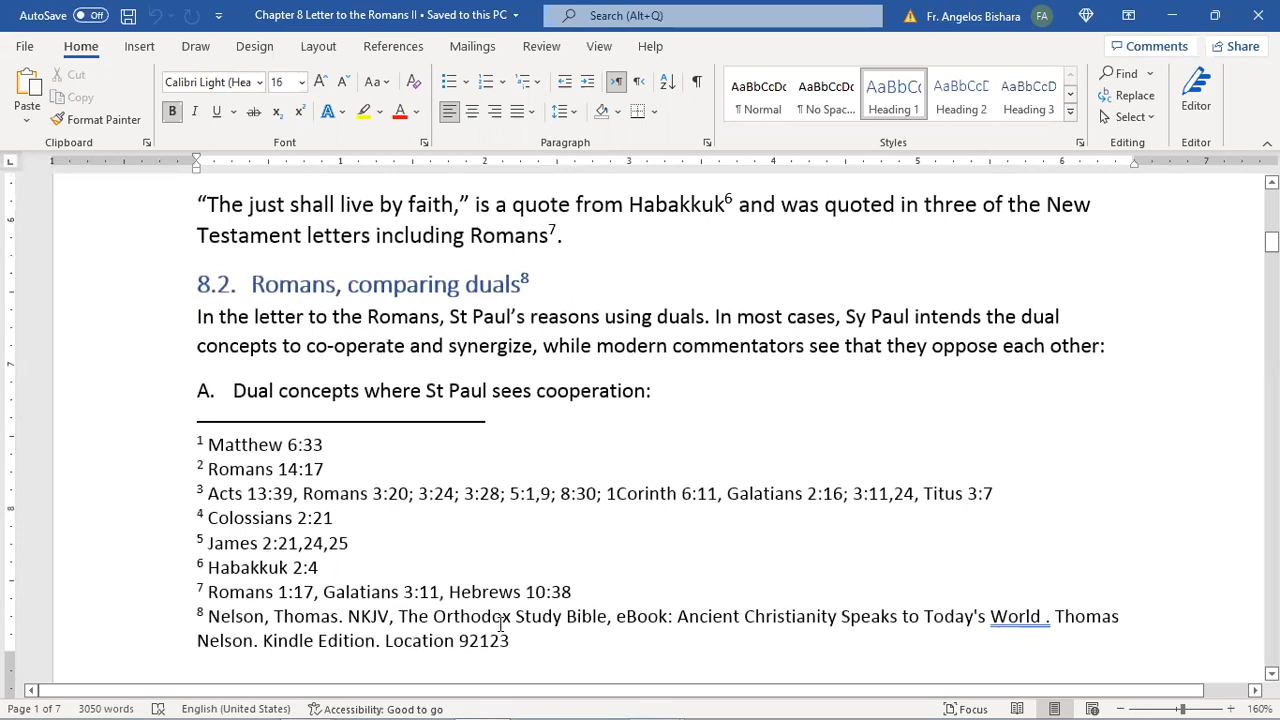 AutoSave Off Chapter 8 Letter to the Romans II • Saved to this PC Search (Alt+Q) Fr. Angelos Bishara FA
File Home Insert Draw Design Layout References Mailings Review View Help Comments Share
Paste Cut Copy Format Painter
Calibri Light (Hea 16 Aa
AaBbCcDc AaBbCcDc AaBbCc AaBbCcD AaBbCcD
¶ Normal ¶ No Spac... Heading 1 Heading 2 Heading 3
Find Replace Select Editor
Clipboard Font Paragraph Styles Editing Editor
1 1 2 3 4 5 6 7
“The just shall live by faith,” is a quote from Habakkuk6 and was quoted in three of the New
Testament letters including Romans7.
8.2. Romans, comparing duals8
In the letter to the Romans, St Paul’s reasons using duals. In most cases, Sy Paul intends the dual
concepts to co-operate and synergize, while modern commentators see that they oppose each other:
A. Dual concepts where St Paul sees cooperation:
1 Matthew 6:33
2 Romans 14:17
3 Acts 13:39, Romans 3:20; 3:24; 3:28; 5:1,9; 8:30; 1Corinth 6:11, Galatians 2:16; 3:11,24, Titus 3:7
4 Colossians 2:21
5 James 2:21,24,25
6 Habakkuk 2:4
7 Romans 1:17, Galatians 3:11, Hebrews 10:38
8 Nelson, Thomas. NKJV, The Orthodox Study Bible, eBook: Ancient Christianity Speaks to Today's World . Thomas
Nelson. Kindle Edition. Location 92123
Page 1 of 7 3050 words English (United States) Accessibility: Good to go Focus 160%